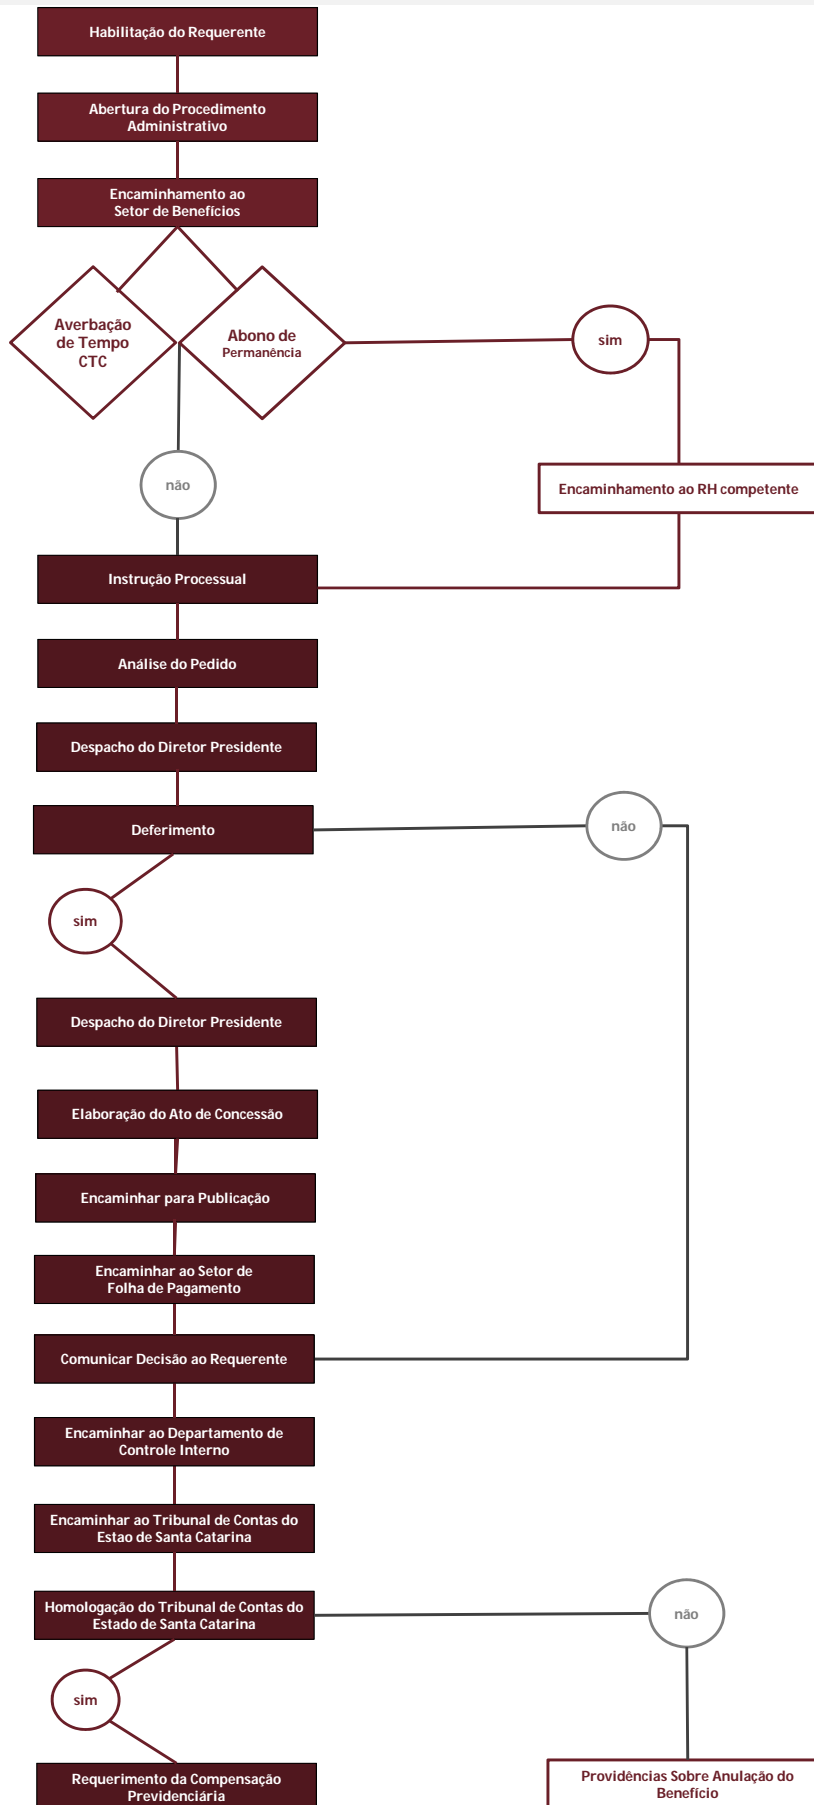 Habilitação do Requerente
Abertura do Procedimento
Administrativo
Encaminhamento ao
Setor de Benefícios
Averbação
de Tempo
CTC
Abono de
Permanência
sim
não
Encaminhamento ao RH competente
Instrução Processual
Análise do Pedido
Despacho do Diretor Presidente
Deferimento
não
sim
Despacho do Diretor Presidente
Elaboração do Ato de Concessão
Encaminhar para Publicação
Encaminhar ao Setor de
Folha de Pagamento
Comunicar Decisão ao Requerente
Encaminhar ao Departamento de
Controle Interno
Encaminhar ao Tribunal de Contas do
Estao de Santa Catarina
Homologação do Tribunal de Contas do
Estado de Santa Catarina
não
sim
Requerimento da Compensação
Previdenciária
Providências Sobre Anulação do
Benefício